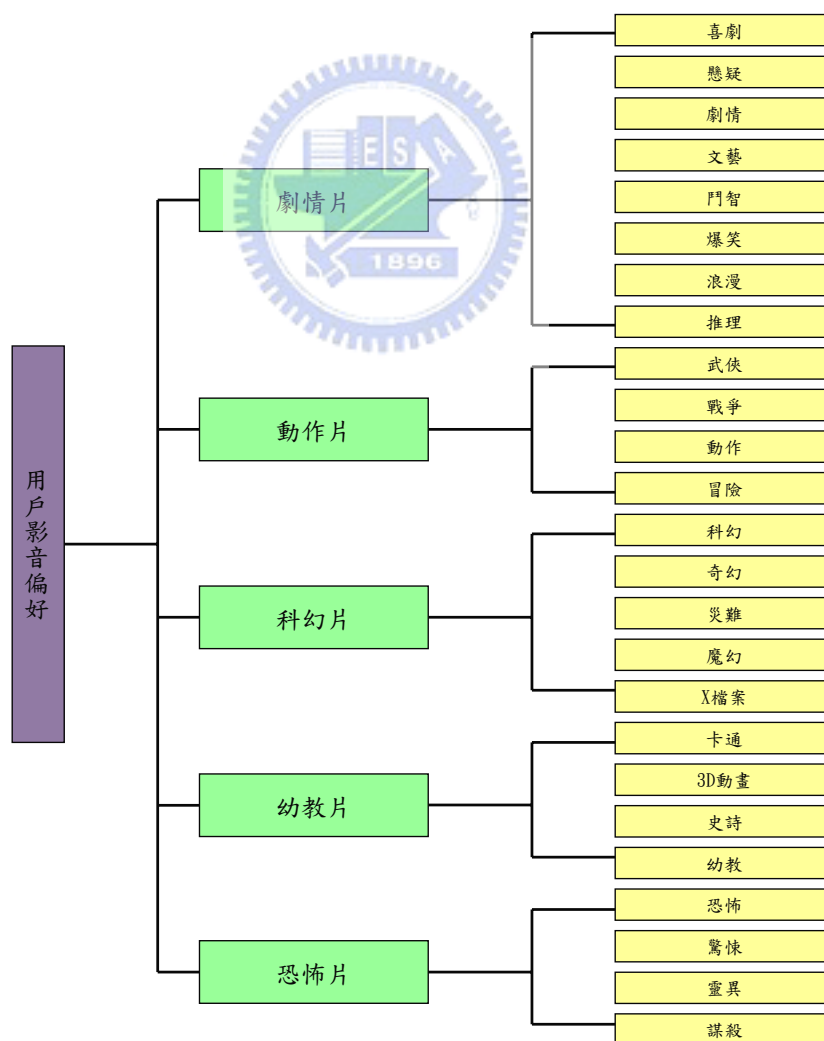 用戶影音偏好
劇情片
喜劇
懸疑
劇情
文藝
鬥智
爆笑
浪漫
推理
動作片
武俠
戰爭
動作
冒險
科幻片
科幻
奇幻
災難
魔幻
X檔案
幼教片
卡通
3D動畫
史詩
幼教
恐怖片
恐怖
驚悚
靈異
謀殺
E S A
1896